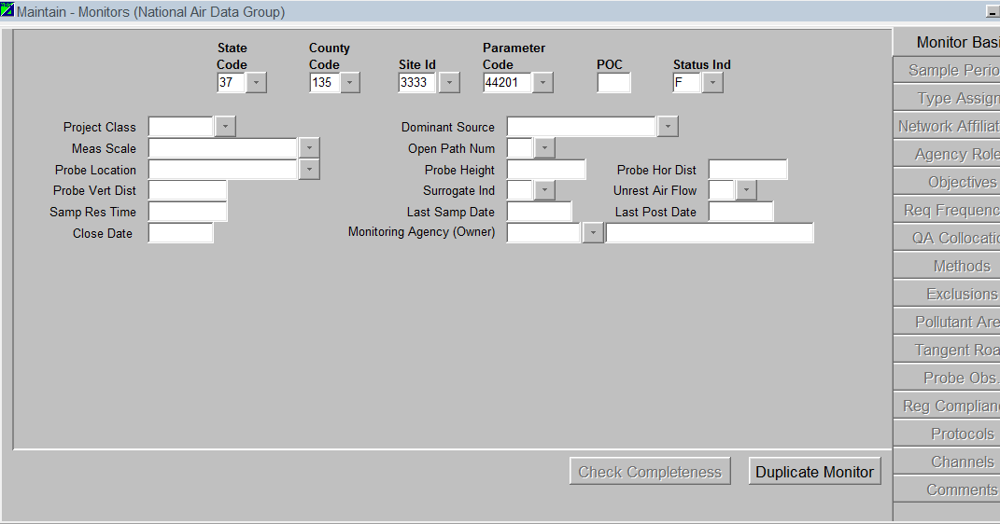 Maintain - Monitors (National Air Data Group)
State Code County Code Site Id Parameter Code POC Status Ind
37 135 3333 44201 F
Project Class Dominant Source
Meas Scale Open Path Num
Probe Location Probe Height Probe Hor Dist
Probe Vert Dist Surrogate Ind Unrest Air Flow
Samp Res Time Last Samp Date Last Post Date
Close Date Monitoring Agency (Owner)
Check Completeness Duplicate Monitor
Monitor Basi
Sample Perio
Type Assign
Network Affiliat
Agency Role
Objectives
Req Frequenc
QA Collocatio
Methods
Exclusions
Pollutant Are
Tangent Roa
Probe Obs.
Reg Complian
Protocols
Channels
Comments